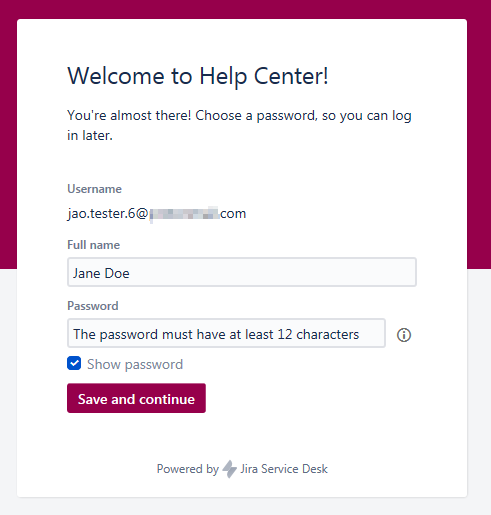 Welcome to Help Center!
You're almost there! Choose a password, so you can log
in later.
Username
jao.tester.6@ .com
Full name
Jane Doe
Password
The password must have at least 12 characters
Show password
Save and continue
Powered by Jira Service Desk